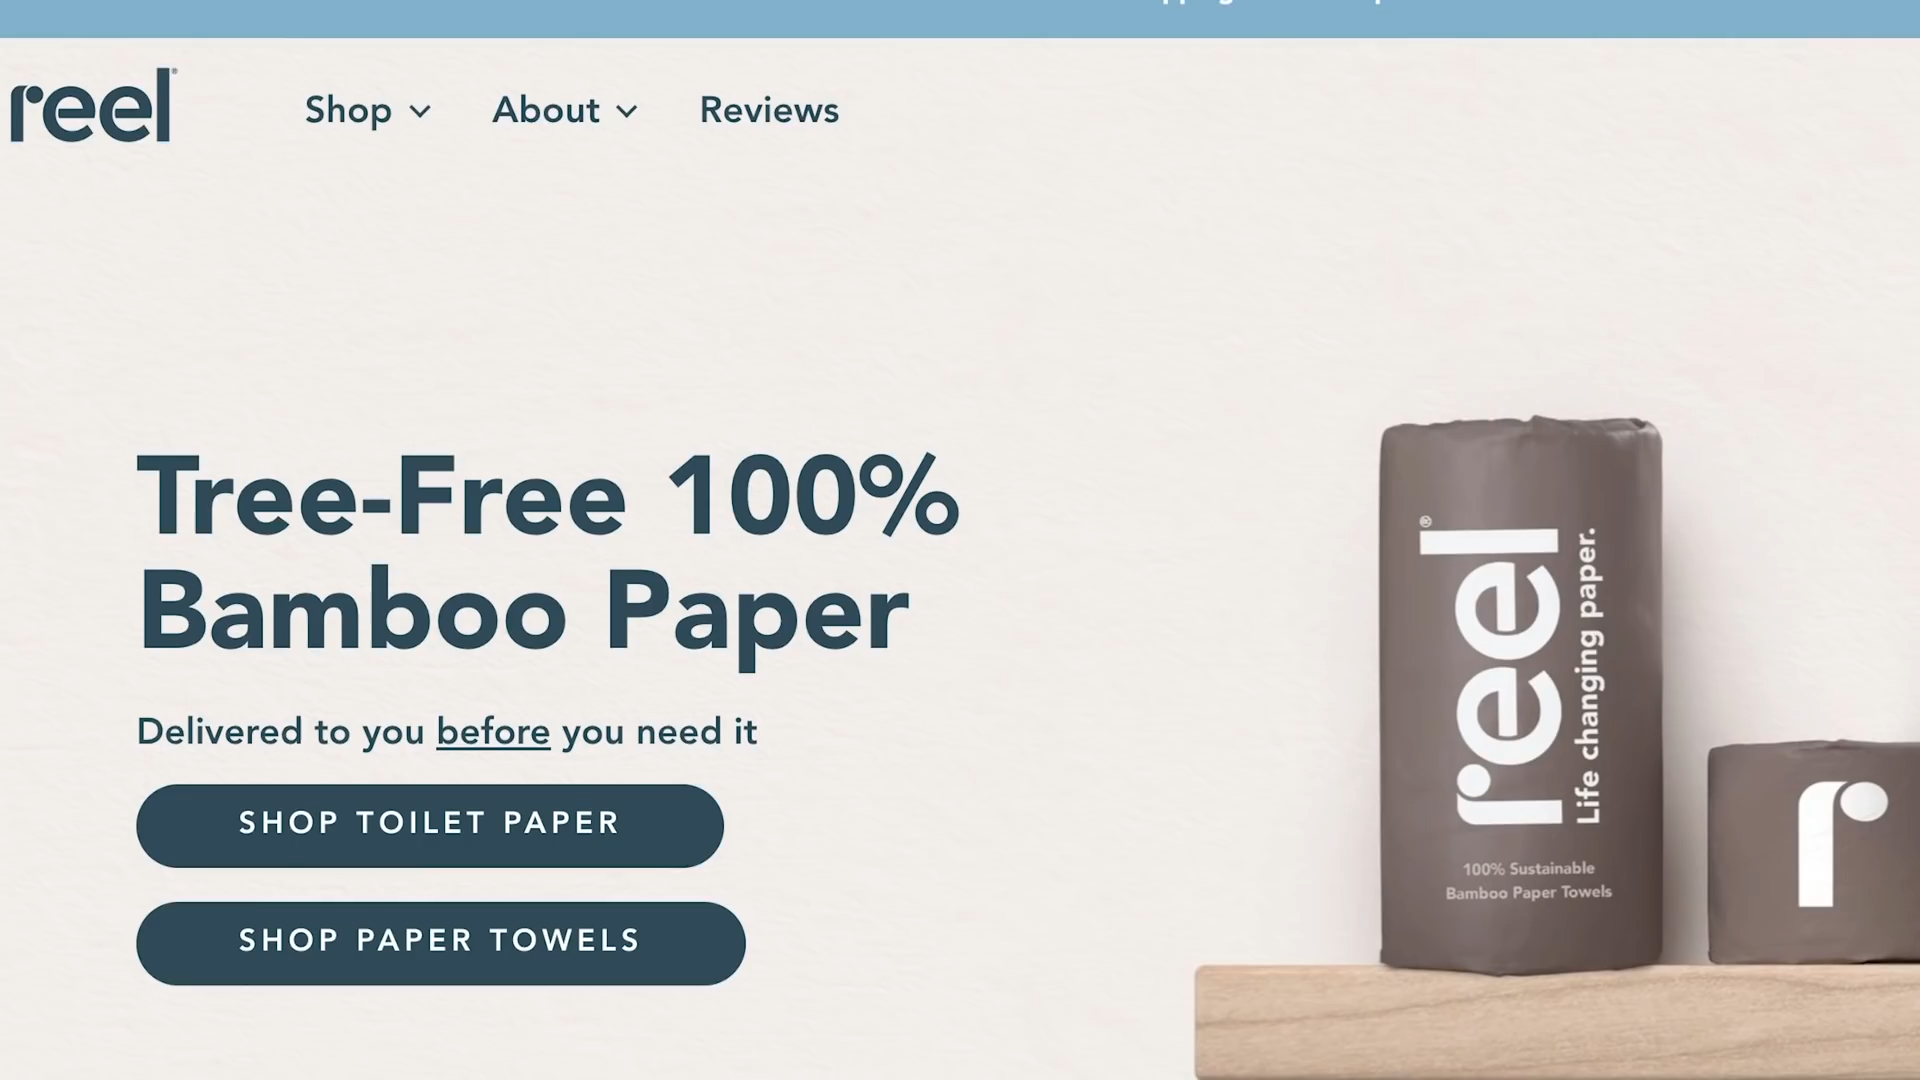 reel®
Shop
About
Reviews
Tree-Free 100%
Bamboo Paper
Delivered to you before you need it
SHOP TOILET PAPER
SHOP PAPER TOWELS
reel®
Life changing paper.
100% Sustainable
Bamboo Paper Towels
r